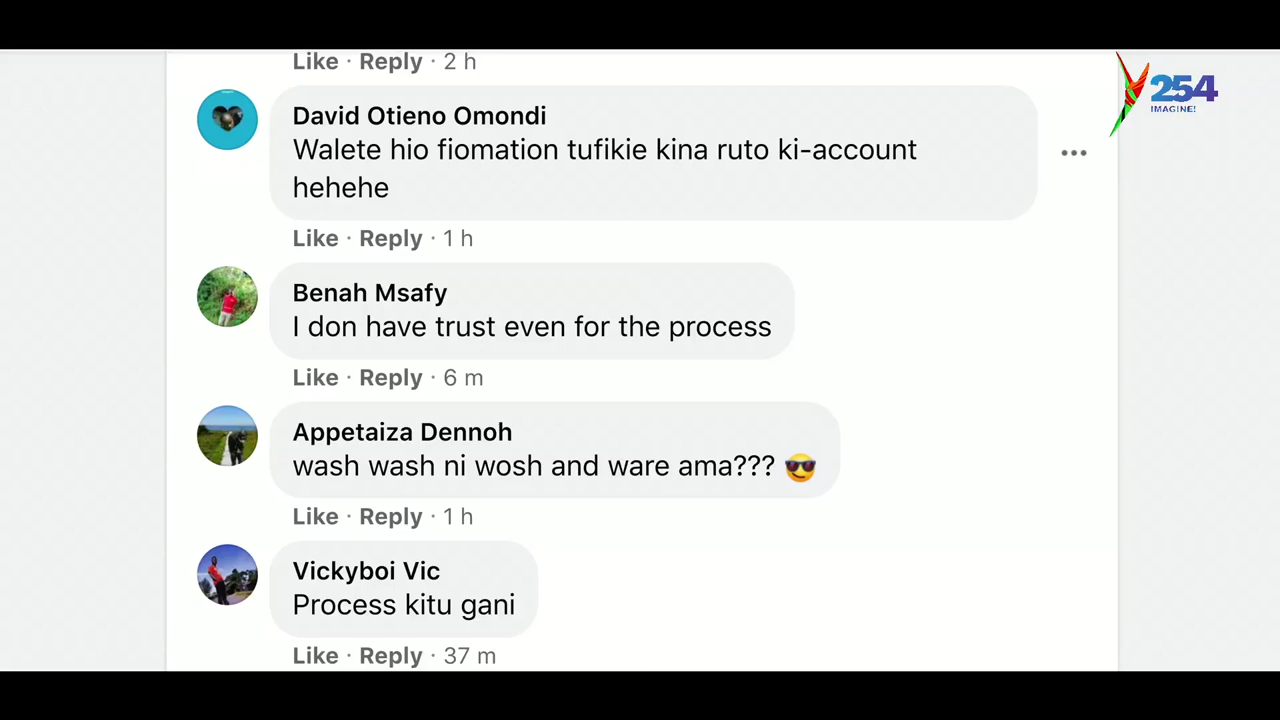 Like · Reply · 2 h
Y254
IMAGINE!
David Otieno Omondi
Walete hio fiomation tufikie kina ruto ki-account
hehehe
Like · Reply · 1 h
Benah Msafy
I don have trust even for the process
Like · Reply · 6 m
Appetaiza Dennoh
wash wash ni wosh and ware ama??? 😎
Like · Reply · 1 h
Vickyboi Vic
Process kitu gani
Like · Reply · 37 m